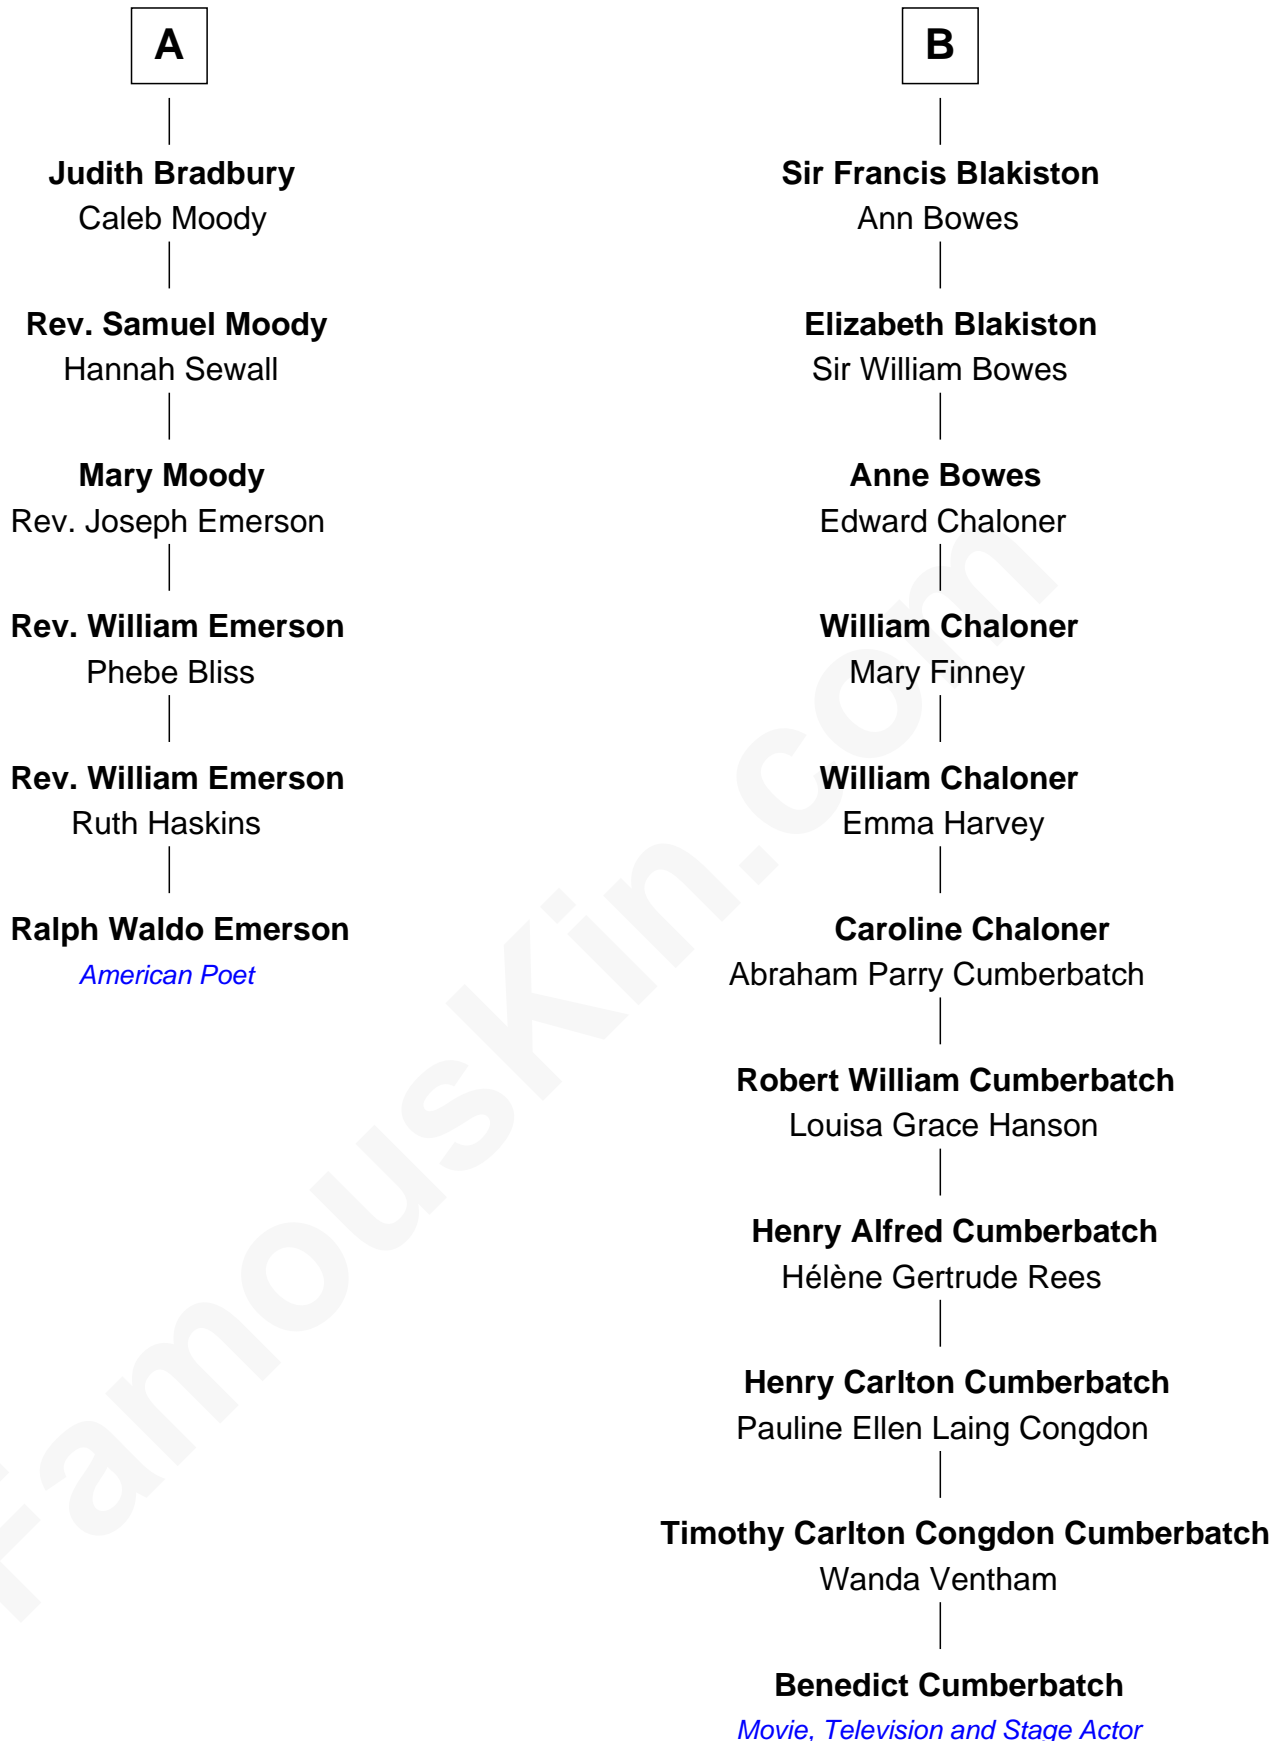 A
Judith Bradbury
Caleb Moody
Rev. Samuel Moody
Hannah Sewall
Mary Moody
Rev. Joseph Emerson
Rev. William Emerson
Phebe Bliss
Rev. William Emerson
Ruth Haskins
Ralph Waldo Emerson
American Poet
B
Sir Francis Blakiston
Ann Bowes
Elizabeth Blakiston
Sir William Bowes
Anne Bowes
Edward Chaloner
William Chaloner
Mary Finney
William Chaloner
Emma Harvey
Caroline Chaloner
Abraham Parry Cumberbatch
Robert William Cumberbatch
Louisa Grace Hanson
Henry Alfred Cumberbatch
Hélène Gertrude Rees
Henry Carlton Cumberbatch
Pauline Ellen Laing Congdon
Timothy Carlton Congdon Cumberbatch
Wanda Ventham
Benedict Cumberbatch
Movie, Television and Stage Actor
FamousKin.com